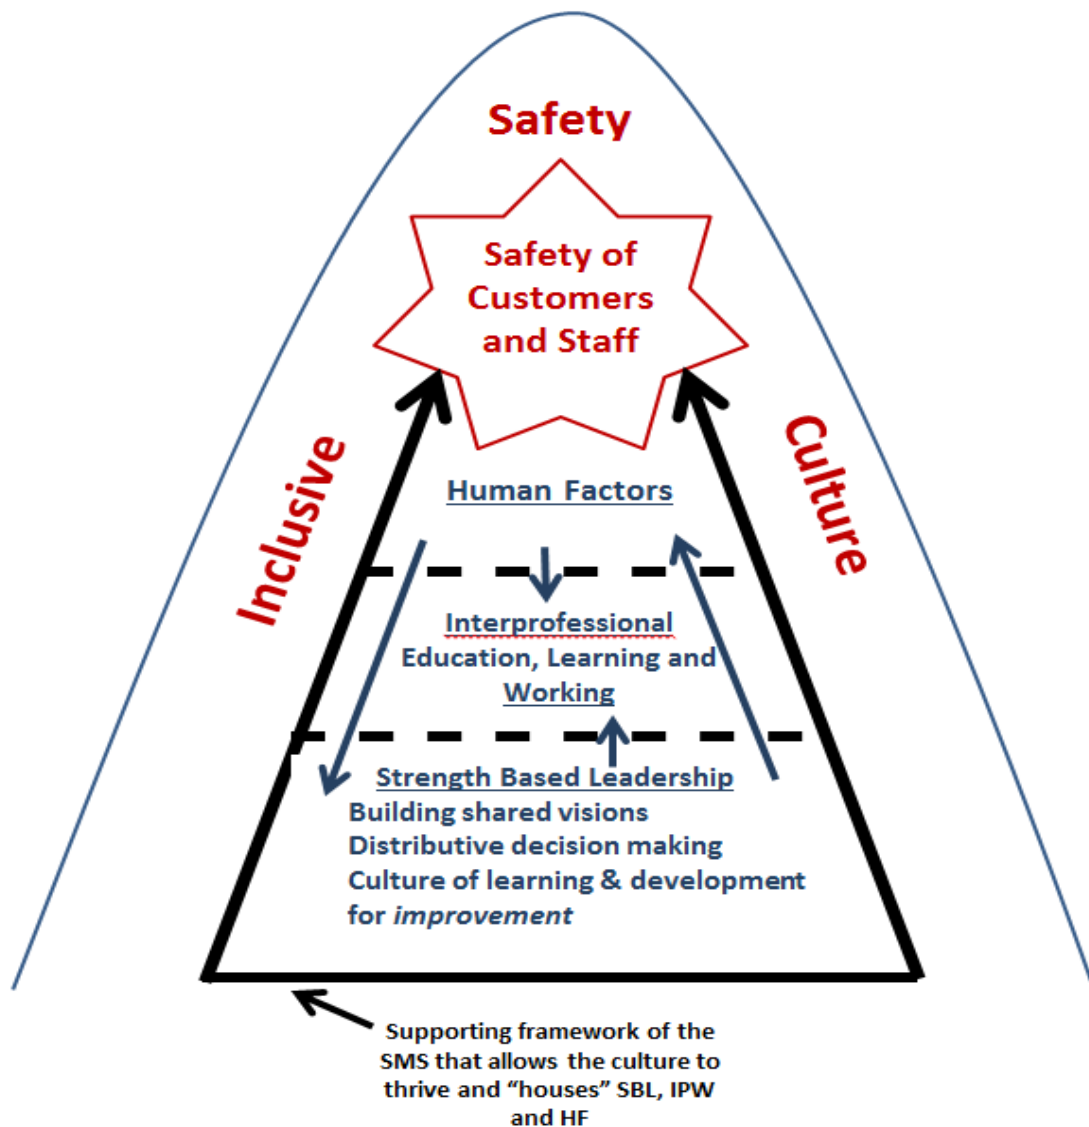 Safety
Safety of
Customers
and Staff
Inclusive
Culture
Human Factors
Interprofessional
Education, Learning and
Working
Strength Based Leadership
Building shared visions
Distributive decision making
Culture of learning & development
for improvement
Supporting framework of the
SMS that allows the culture to
thrive and “houses” SBL, IPW
and HF